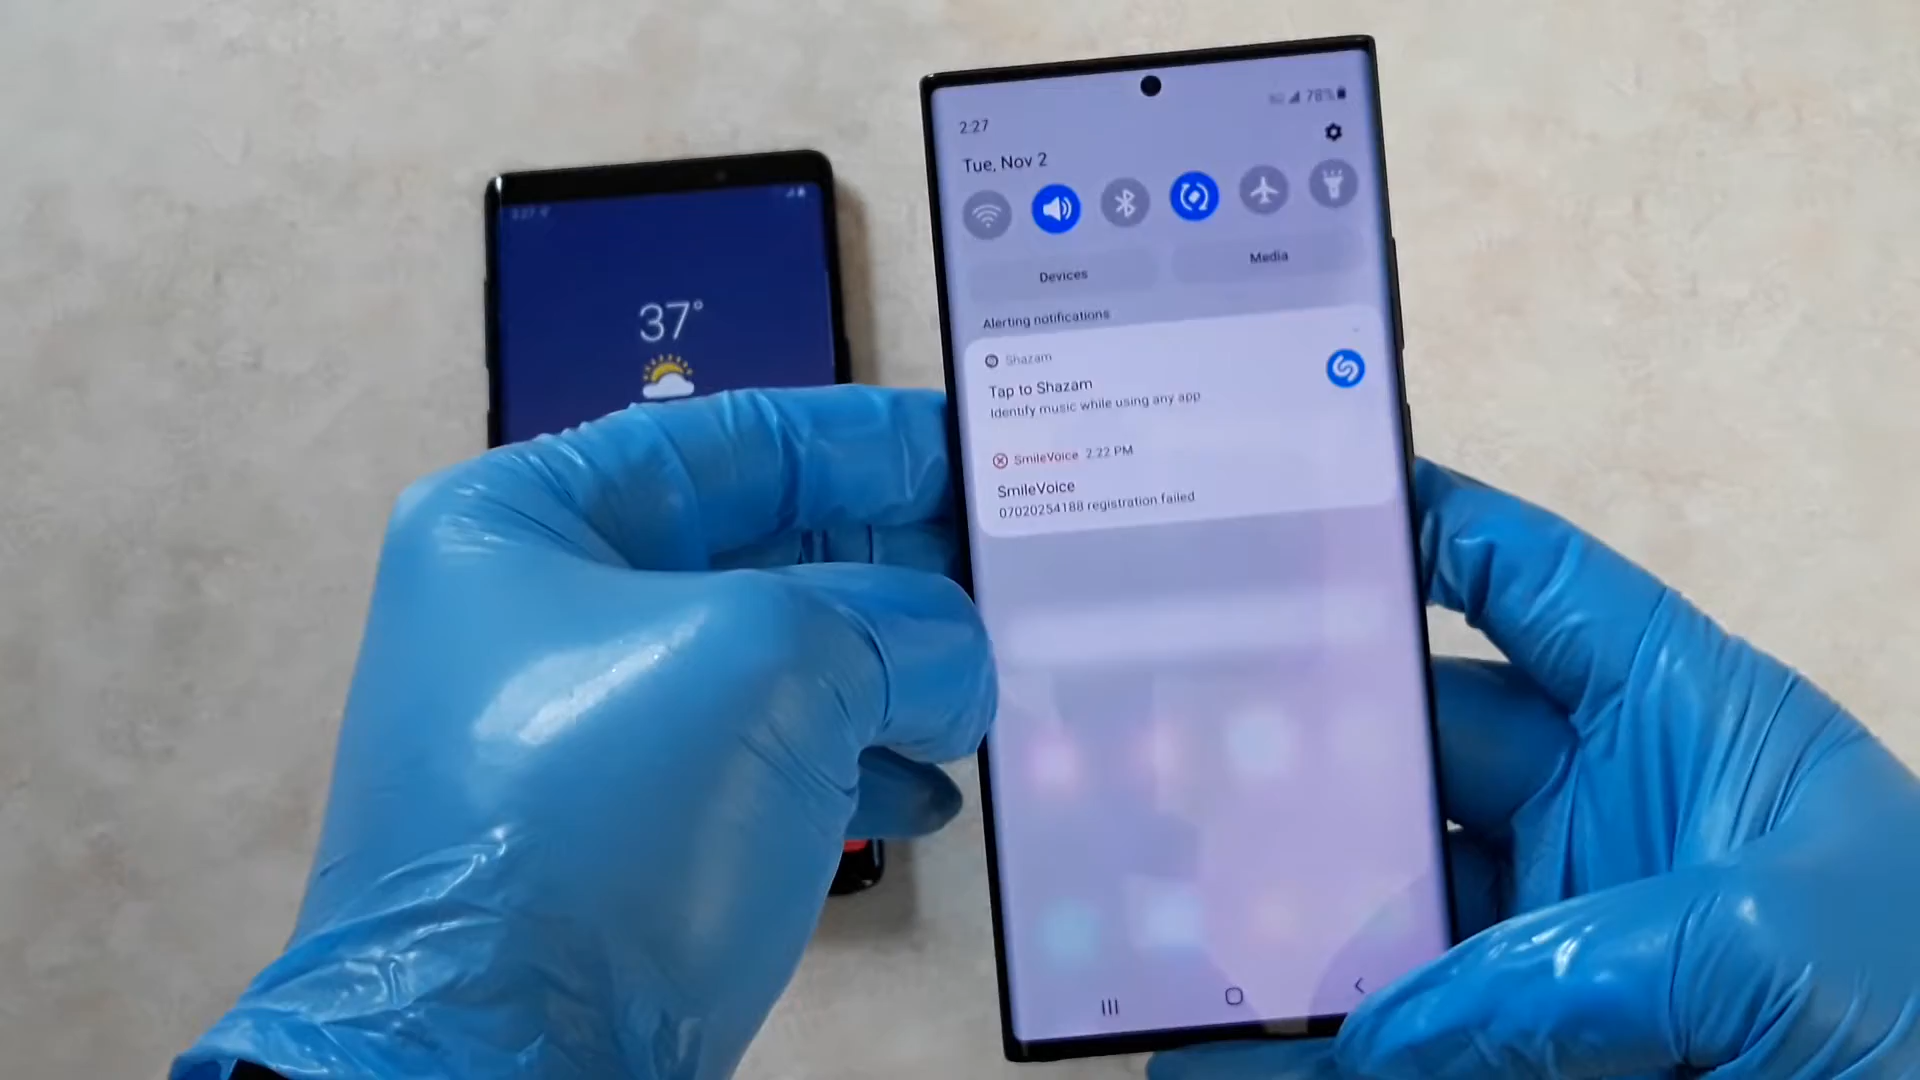 2:27
78%
Tue, Nov 2
Devices
Media
Alerting notifications
Shazam
Tap to Shazam
Identify music while using any app
SmileVoice 2:22 PM
SmileVoice
07020254188 registration failed
37°